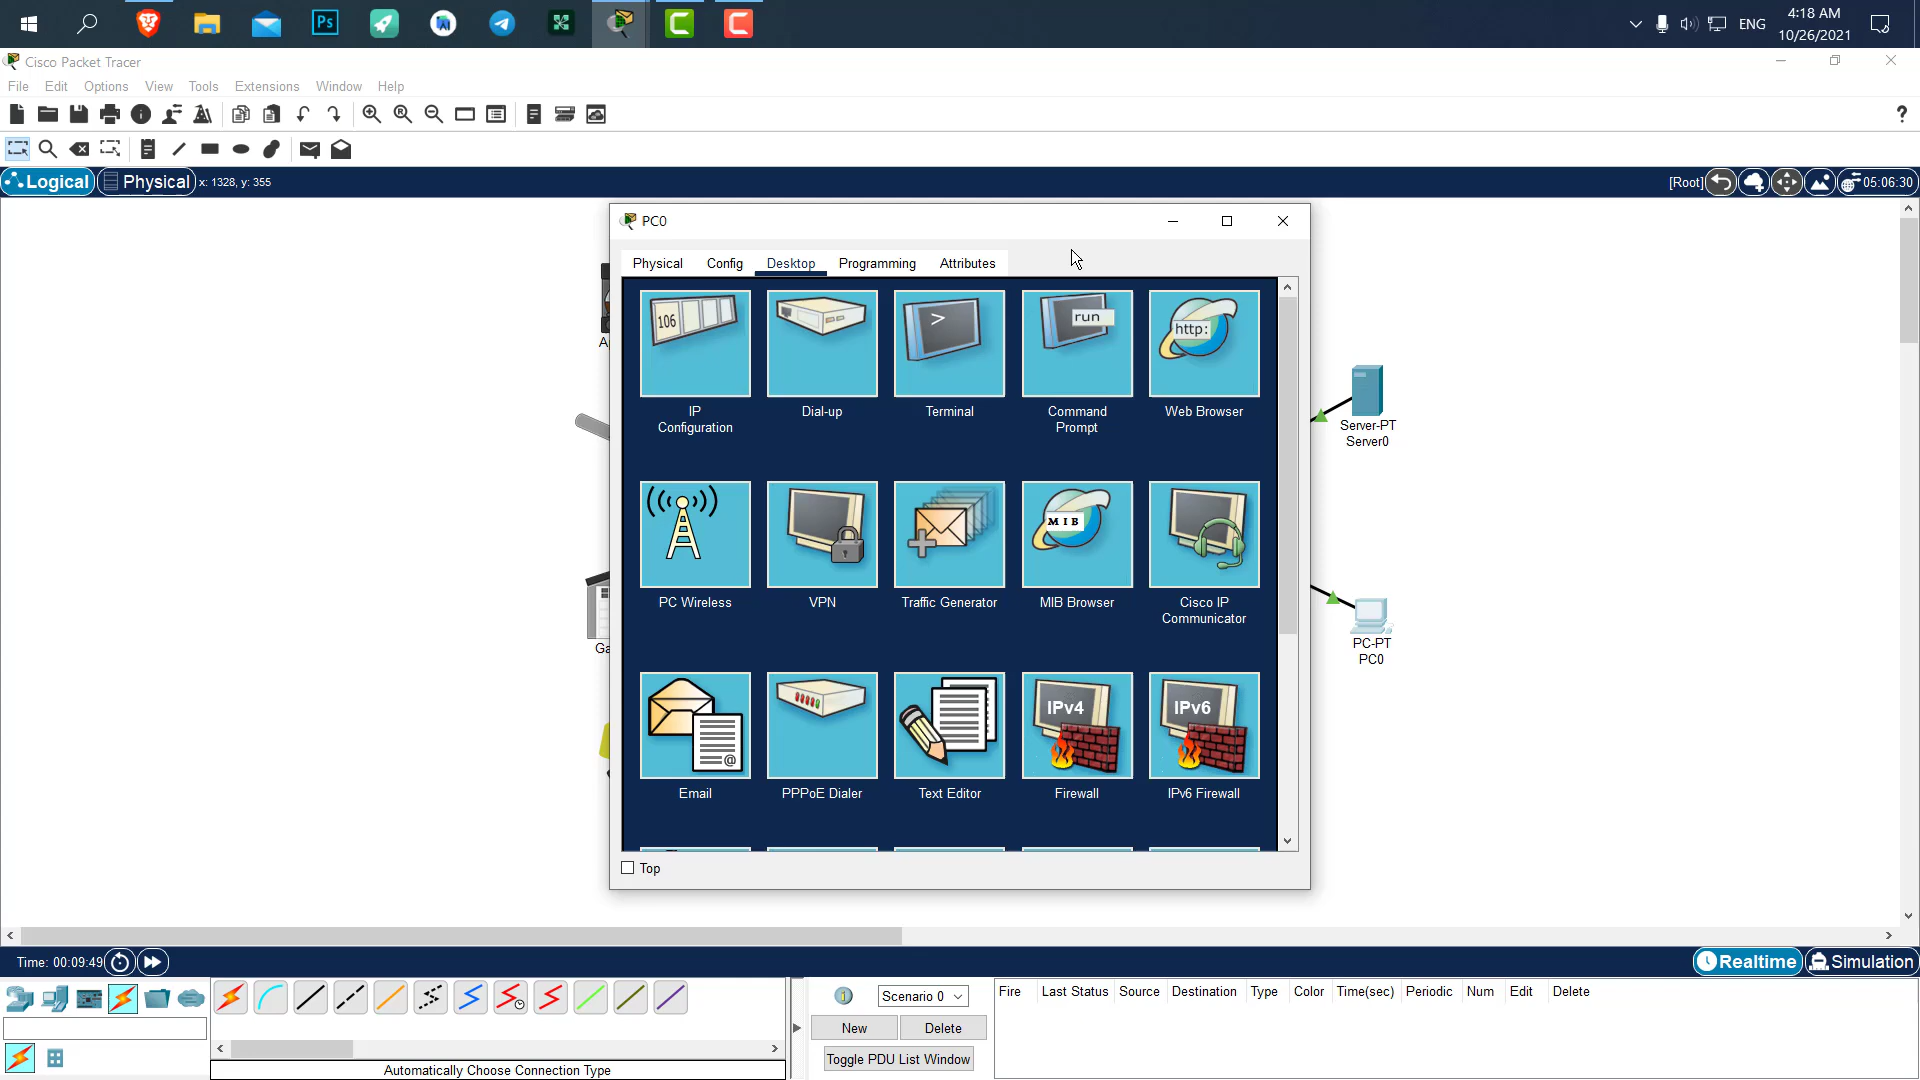 Ps
ENG
4:18 AM
10/26/2021
Cisco Packet Tracer
File Edit Options View Tools Extensions Window Help
?
Logical Physical x: 1328, y: 355 [Root] 05:06:30
PC0
Physical Config Desktop Programming Attributes
106
>
run
http:
IP Configuration
Dial-up
Terminal
Command Prompt
Web Browser
Server-PT
Server0
MIB
PC Wireless
VPN
Traffic Generator
MIB Browser
Cisco IP Communicator
PC-PT
PC0
Ga
@
IPv4
IPv6
Email
PPPoE Dialer
Text Editor
Firewall
IPv6 Firewall
Top
Time: 00:09:49
Realtime Simulation
Scenario 0
Fire Last Status Source Destination Type Color Time(sec) Periodic Num Edit Delete
New Delete
Toggle PDU List Window
Automatically Choose Connection Type